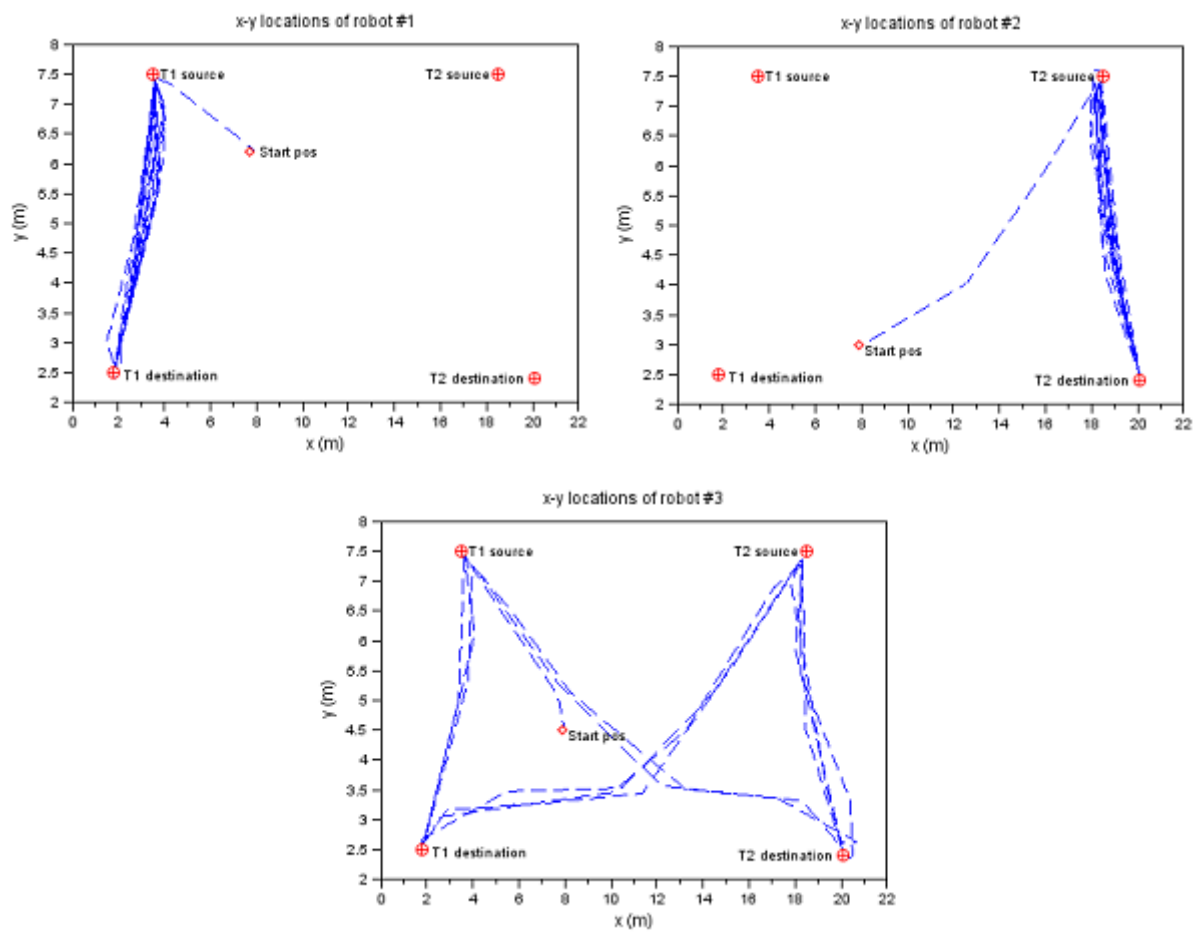 x-y locations of robot #1
8
7.5
7
6.5
6
5.5
5
4.5
4
3.5
3
2.5
2
y (m)
T1 source
T2 source
Start pos
T1 destination
T2 destination
0 2 4 6 8 10 12 14 16 18 20 22
x (m)
x-y locations of robot #2
8
7.5
7
6.5
6
5.5
5
4.5
4
3.5
3
2.5
2
y (m)
T1 source
T2 source
Start pos
T1 destination
T2 destination
0 2 4 6 8 10 12 14 16 18 20 22
x (m)
x-y locations of robot #3
8
7.5
7
6.5
6
5.5
5
4.5
4
3.5
3
2.5
2
y (m)
T1 source
T2 source
Start pos
T1 destination
T2 destination
0 2 4 6 8 10 12 14 16 18 20 22
x (m)